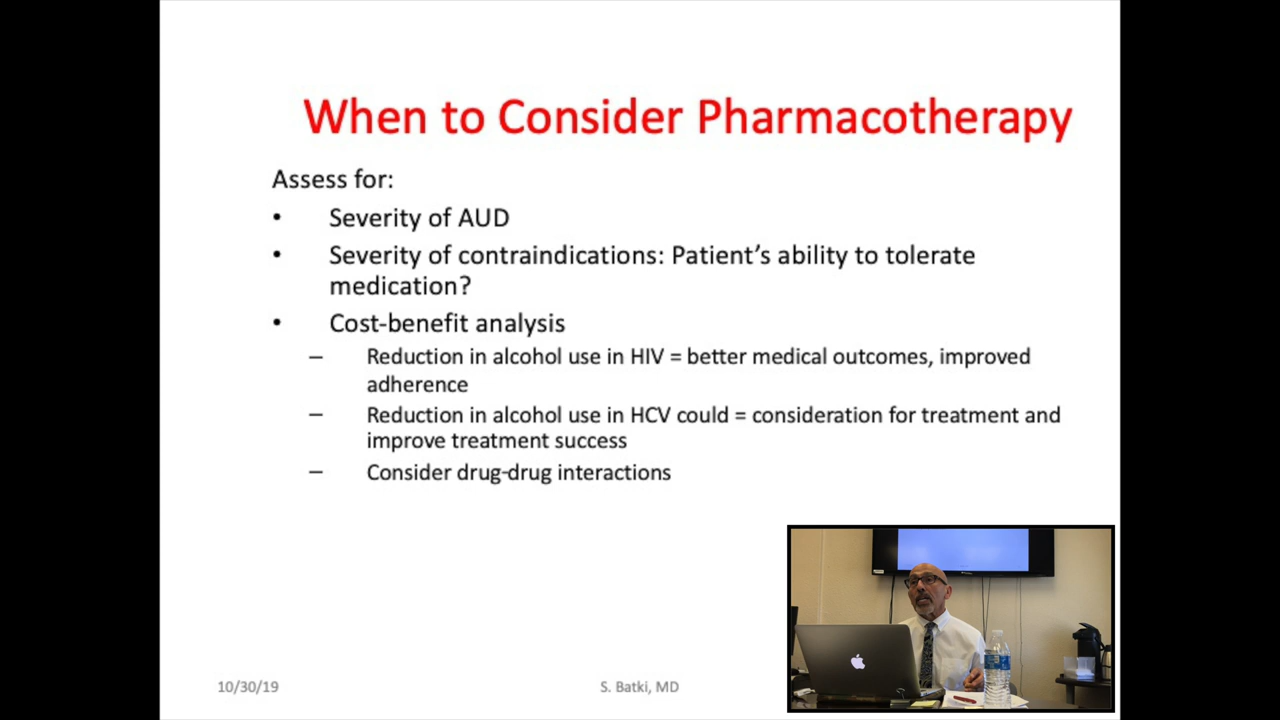 When to Consider Pharmacotherapy
Assess for:
• Severity of AUD
• Severity of contraindications: Patient's ability to tolerate
medication?
• Cost-benefit analysis
– Reduction in alcohol use in HIV = better medical outcomes, improved
adherence
– Reduction in alcohol use in HCV could = consideration for treatment and
improve treatment success
– Consider drug-drug interactions
10/30/19
S. Batki, MD